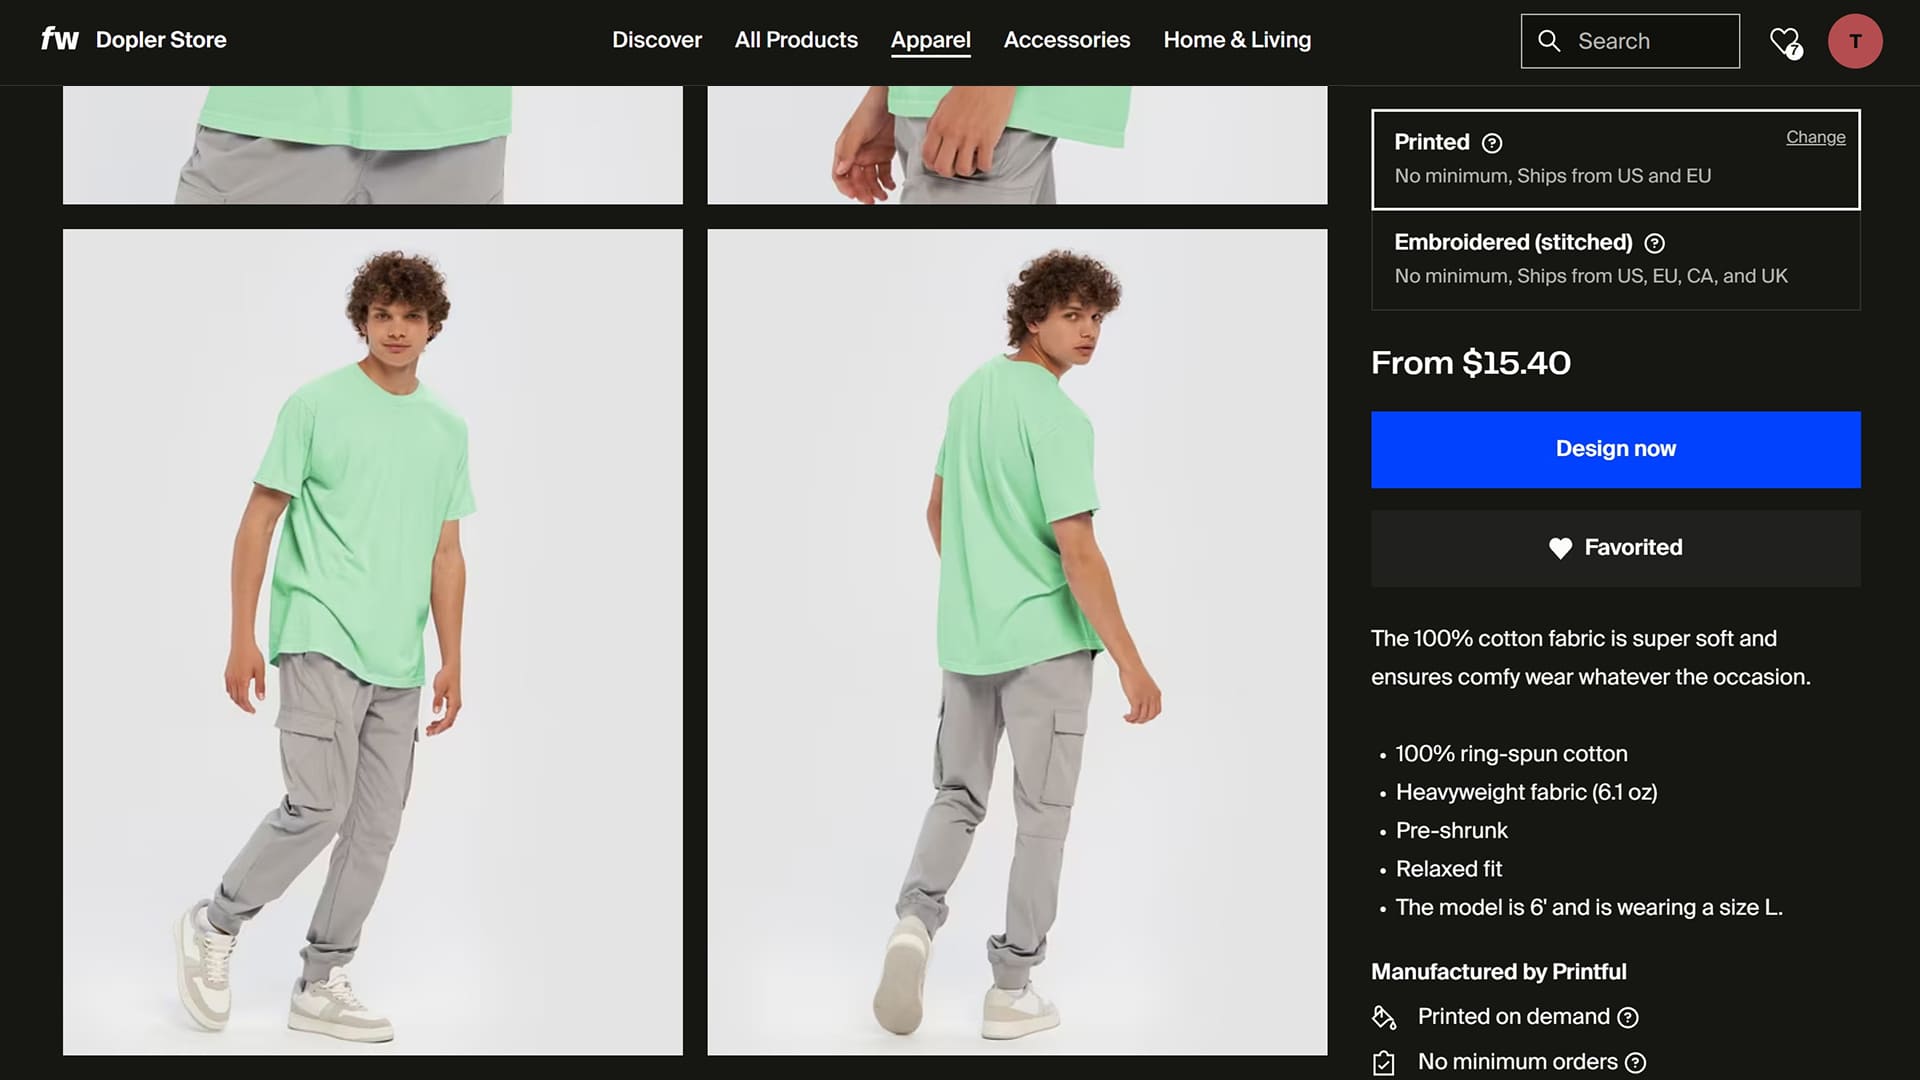 fw Dopler Store
Discover All Products Apparel Accessories Home & Living
Search
7
T
Printed ?
Change
No minimum, Ships from US and EU
Embroidered (stitched) ?
No minimum, Ships from US, EU, CA, and UK
From $15.40
Design now
Favorited
The 100% cotton fabric is super soft and
ensures comfy wear whatever the occasion.
• 100% ring-spun cotton
• Heavyweight fabric (6.1 oz)
• Pre-shrunk
• Relaxed fit
• The model is 6' and is wearing a size L.
Manufactured by Printful
Printed on demand ?
No minimum orders ?